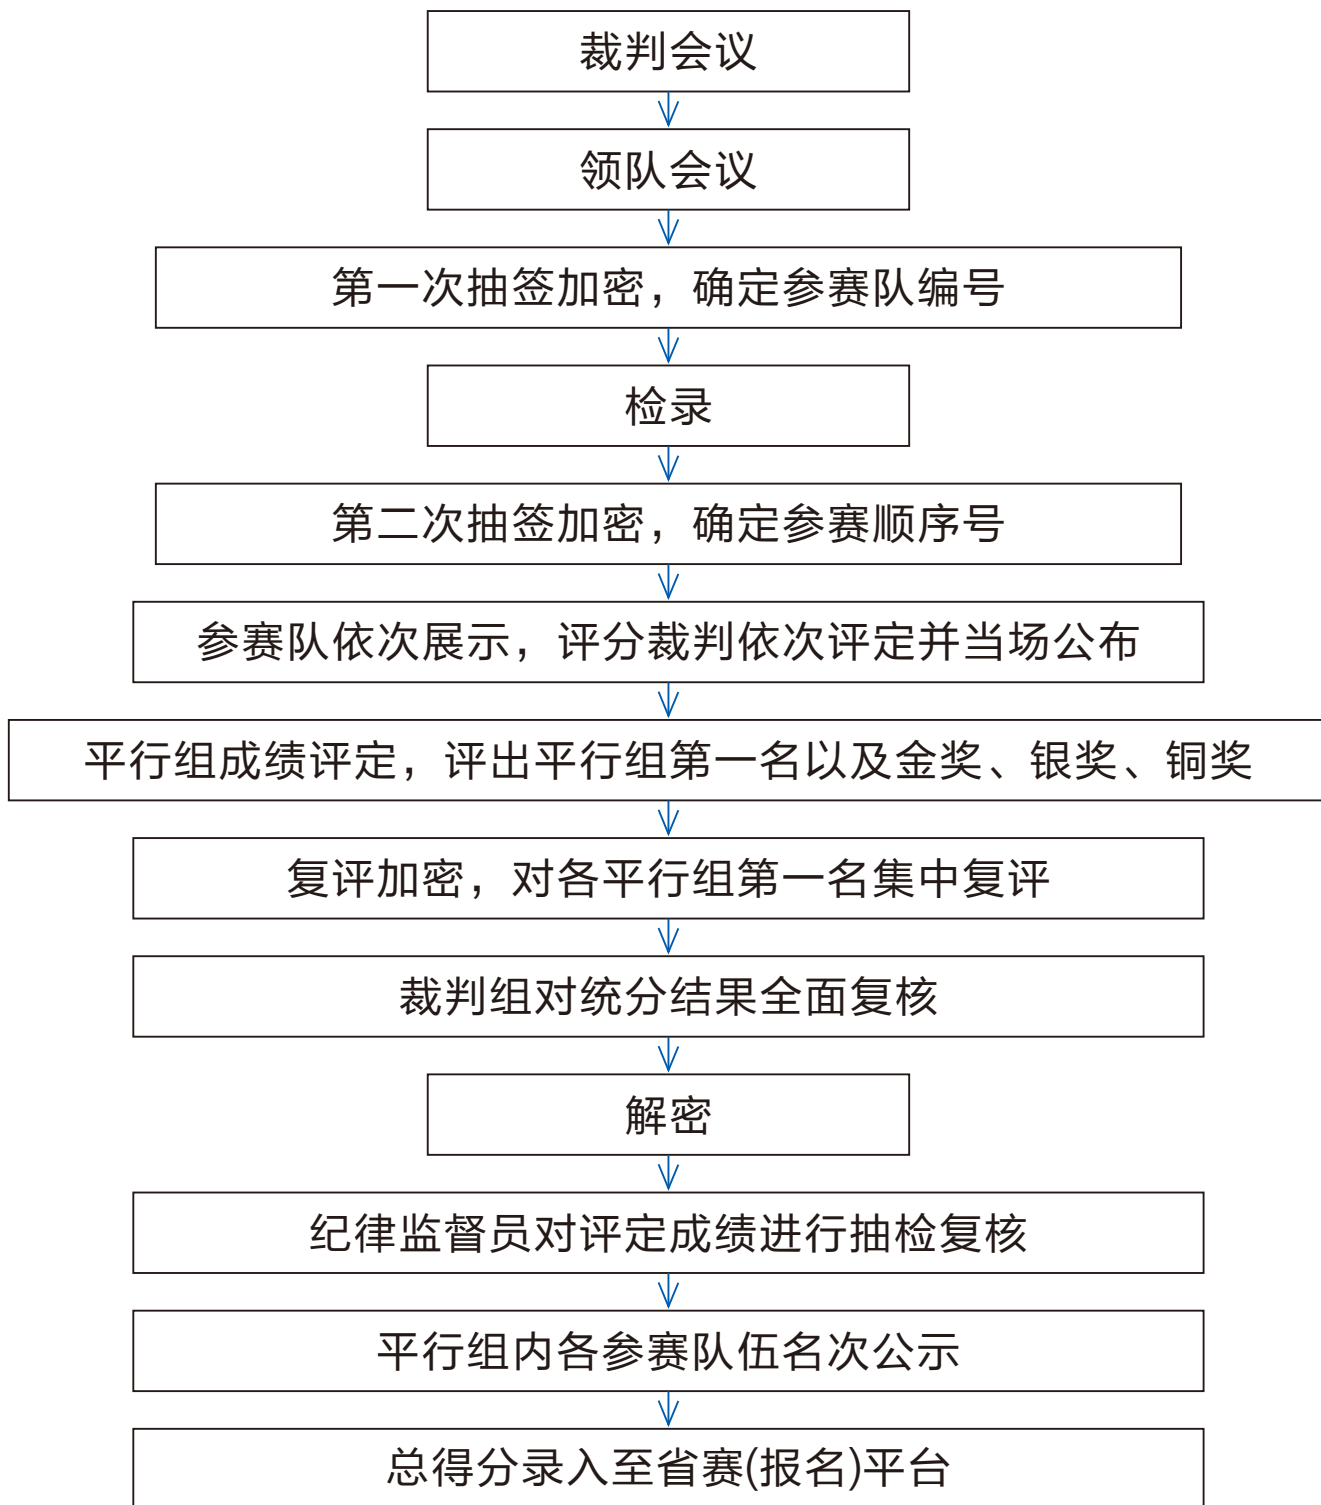 裁判会议
领队会议
第一次抽签加密，确定参赛队编号
检录
第二次抽签加密，确定参赛顺序号
参赛队依次展示，评分裁判依次评定并当场公布
平行组成绩评定，评出平行组第一名以及金奖、银奖、铜奖
复评加密，对各平行组第一名集中复评
裁判组对统分结果全面复核
解密
纪律监督员对评定成绩进行抽检复核
平行组内各参赛队伍名次公示
总得分录入至省赛(报名)平台